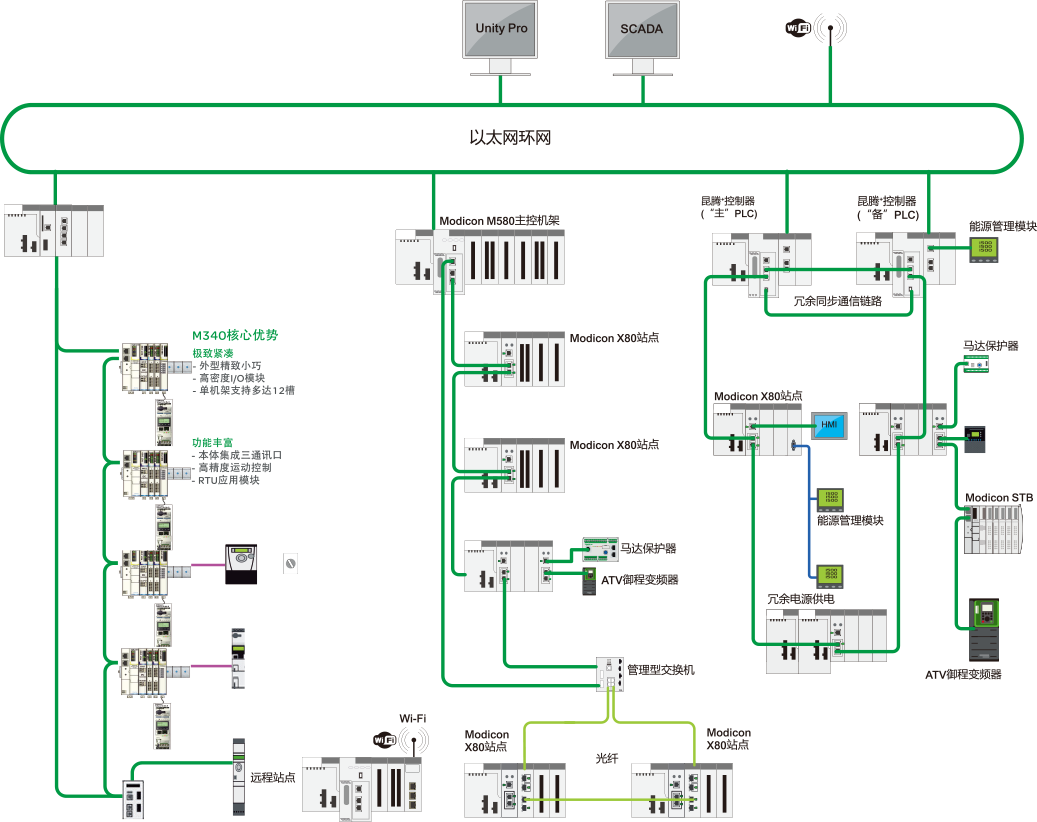 Unity Pro
SCADA
WiFi
以太网环网
Modicon M580主控机架
昆腾+控制器
(“主”PLC)
昆腾+控制器
(“备”PLC)
能源管理模块
冗余同步通信链路
M340核心优势
极致紧凑
- 外型精致小巧
- 高密度I/O模块
- 单机架支持多达12槽
Modicon X80站点
马达保护器
Modicon X80站点
HMI
功能丰富
- 本体集成三通讯口
- 高精度运动控制
- RTU应用模块
Modicon X80站点
Modicon STB
能源管理模块
马达保护器
ATV御程变频器
冗余电源供电
管理型交换机
ATV御程变频器
Wi-Fi
WiFi
Modicon
X80站点
Modicon
X80站点
光纤
远程站点